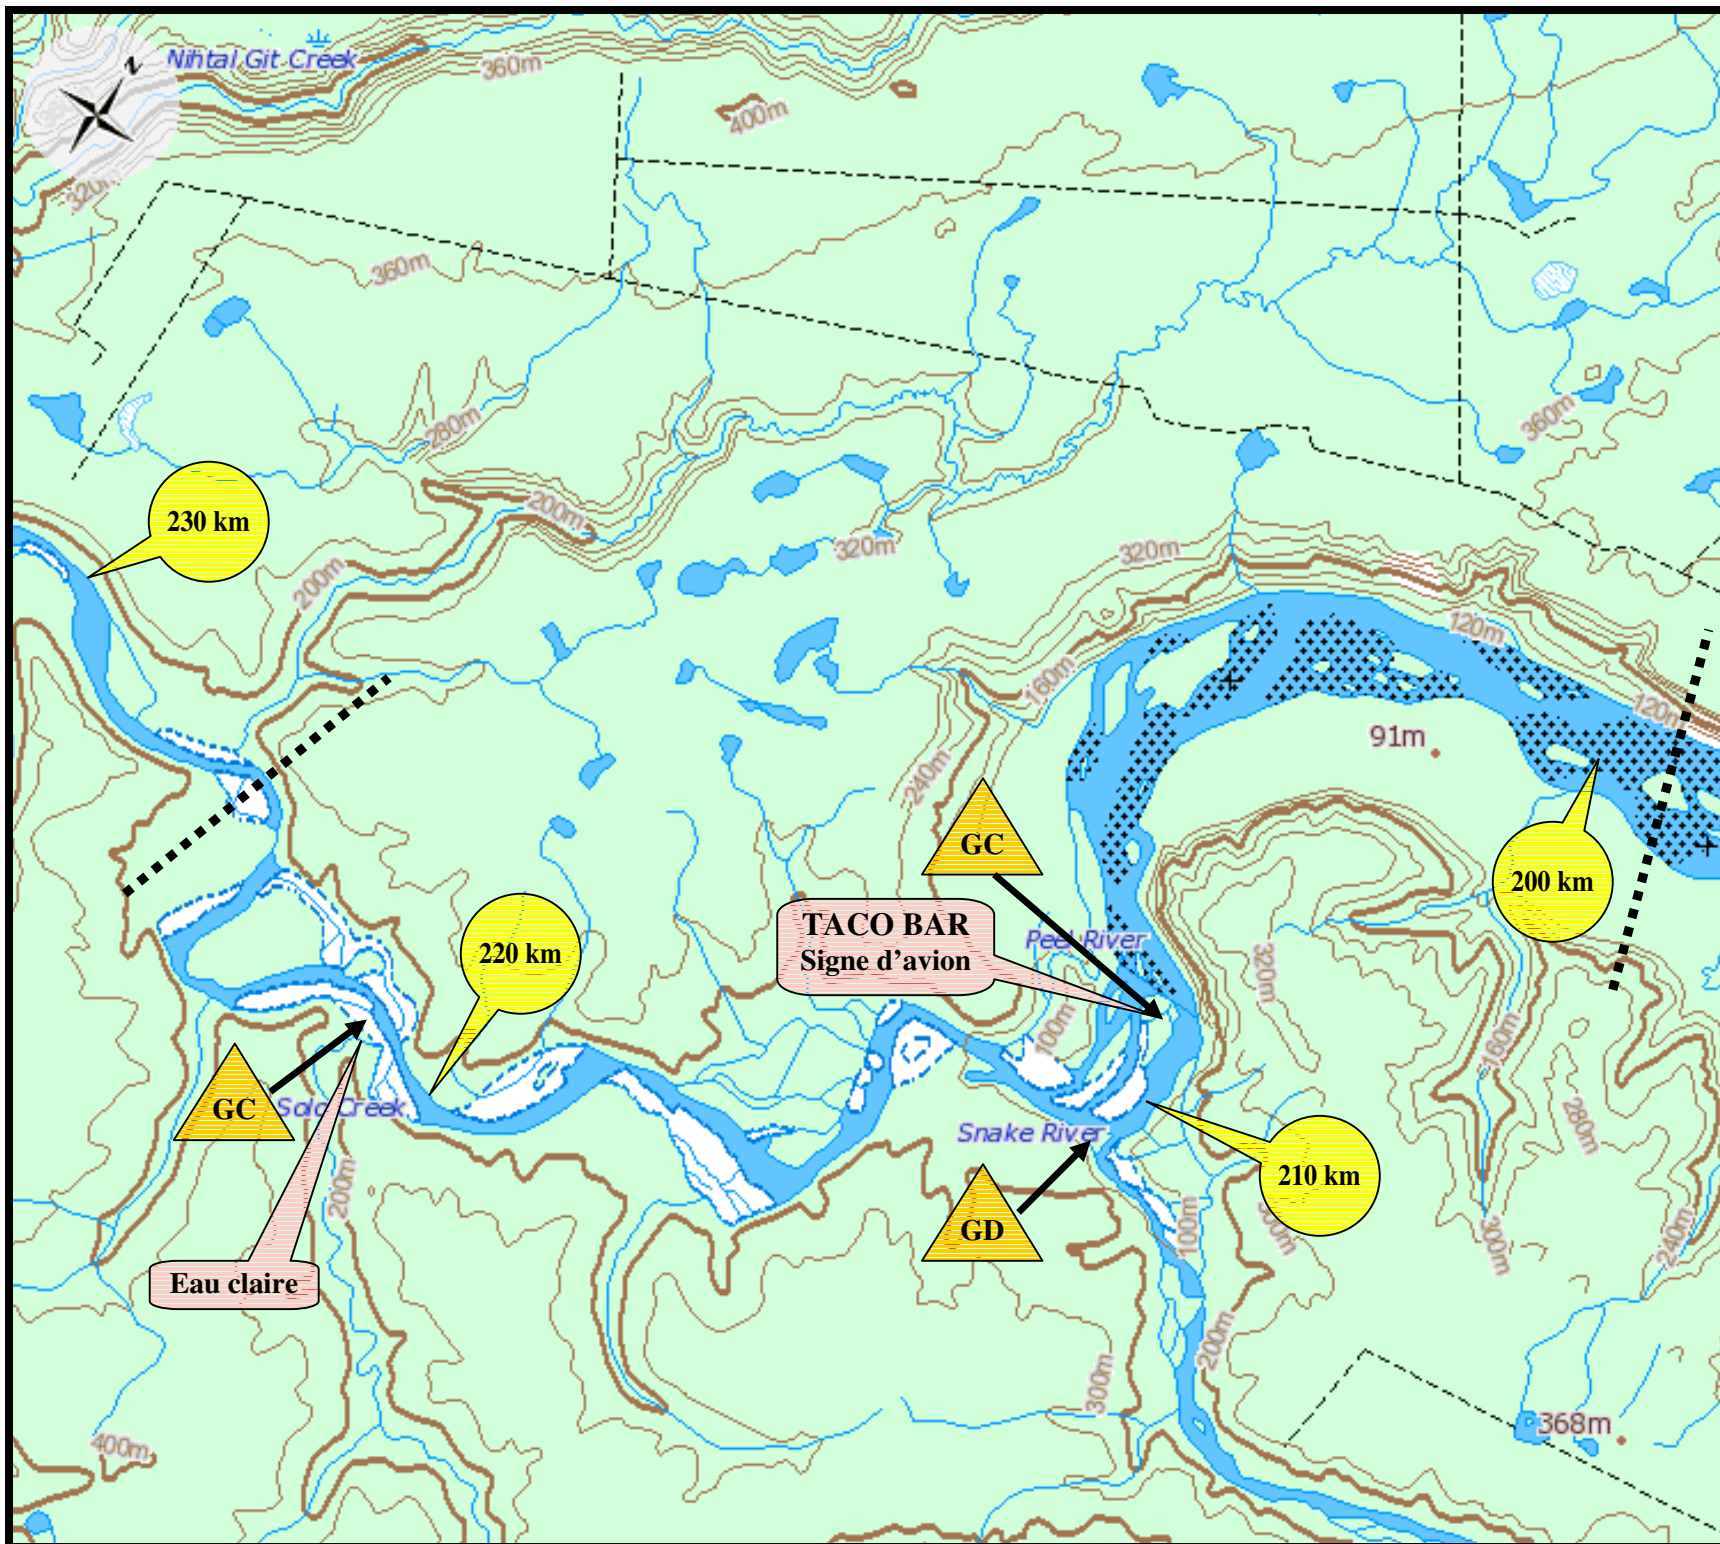 Nihtal Git Creek
N
360m
400m
320m
360m
280m
360m
230 km
200m
320m
320m
200m
120m
160m
120m
91m
240m
GC
200 km
TACO BAR
Signe d'avion
Peel River
220 km
320m
100m
160m
GC
Solo Creek
Snake River
280m
210 km
200m
GD
100m
300m
300m
240m
Eau claire
200m
300m
368m
400m